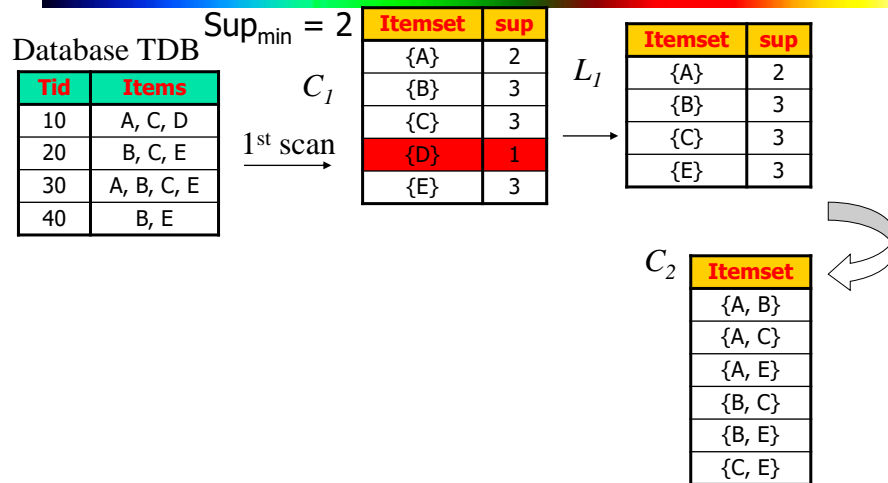 Sup_min = 2
Database TDB
Tid Items
10 A, C, D
20 B, C, E
30 A, B, C, E
40 B, E
1st scan
C1
Itemset sup
{A} 2
{B} 3
{C} 3
{D} 1
{E} 3
L1
Itemset sup
{A} 2
{B} 3
{C} 3
{E} 3
C2
Itemset
{A, B}
{A, C}
{A, E}
{B, C}
{B, E}
{C, E}